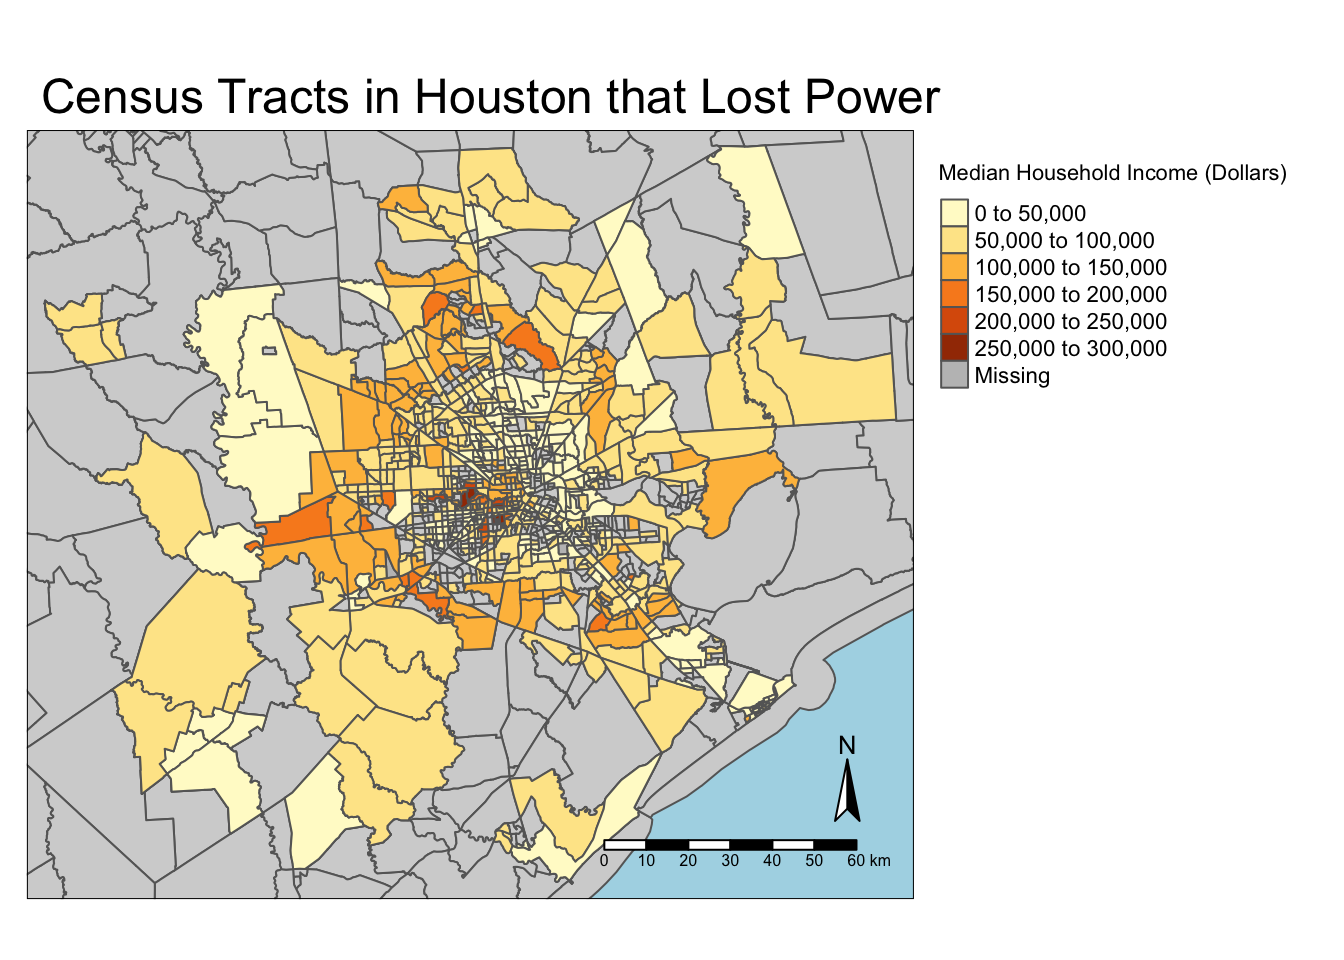 Census Tracts in Houston that Lost Power
Median Household Income (Dollars)
0 to 50,000
50,000 to 100,000
100,000 to 150,000
150,000 to 200,000
200,000 to 250,000
250,000 to 300,000
Missing
N
0 10 20 30 40 50 60 km